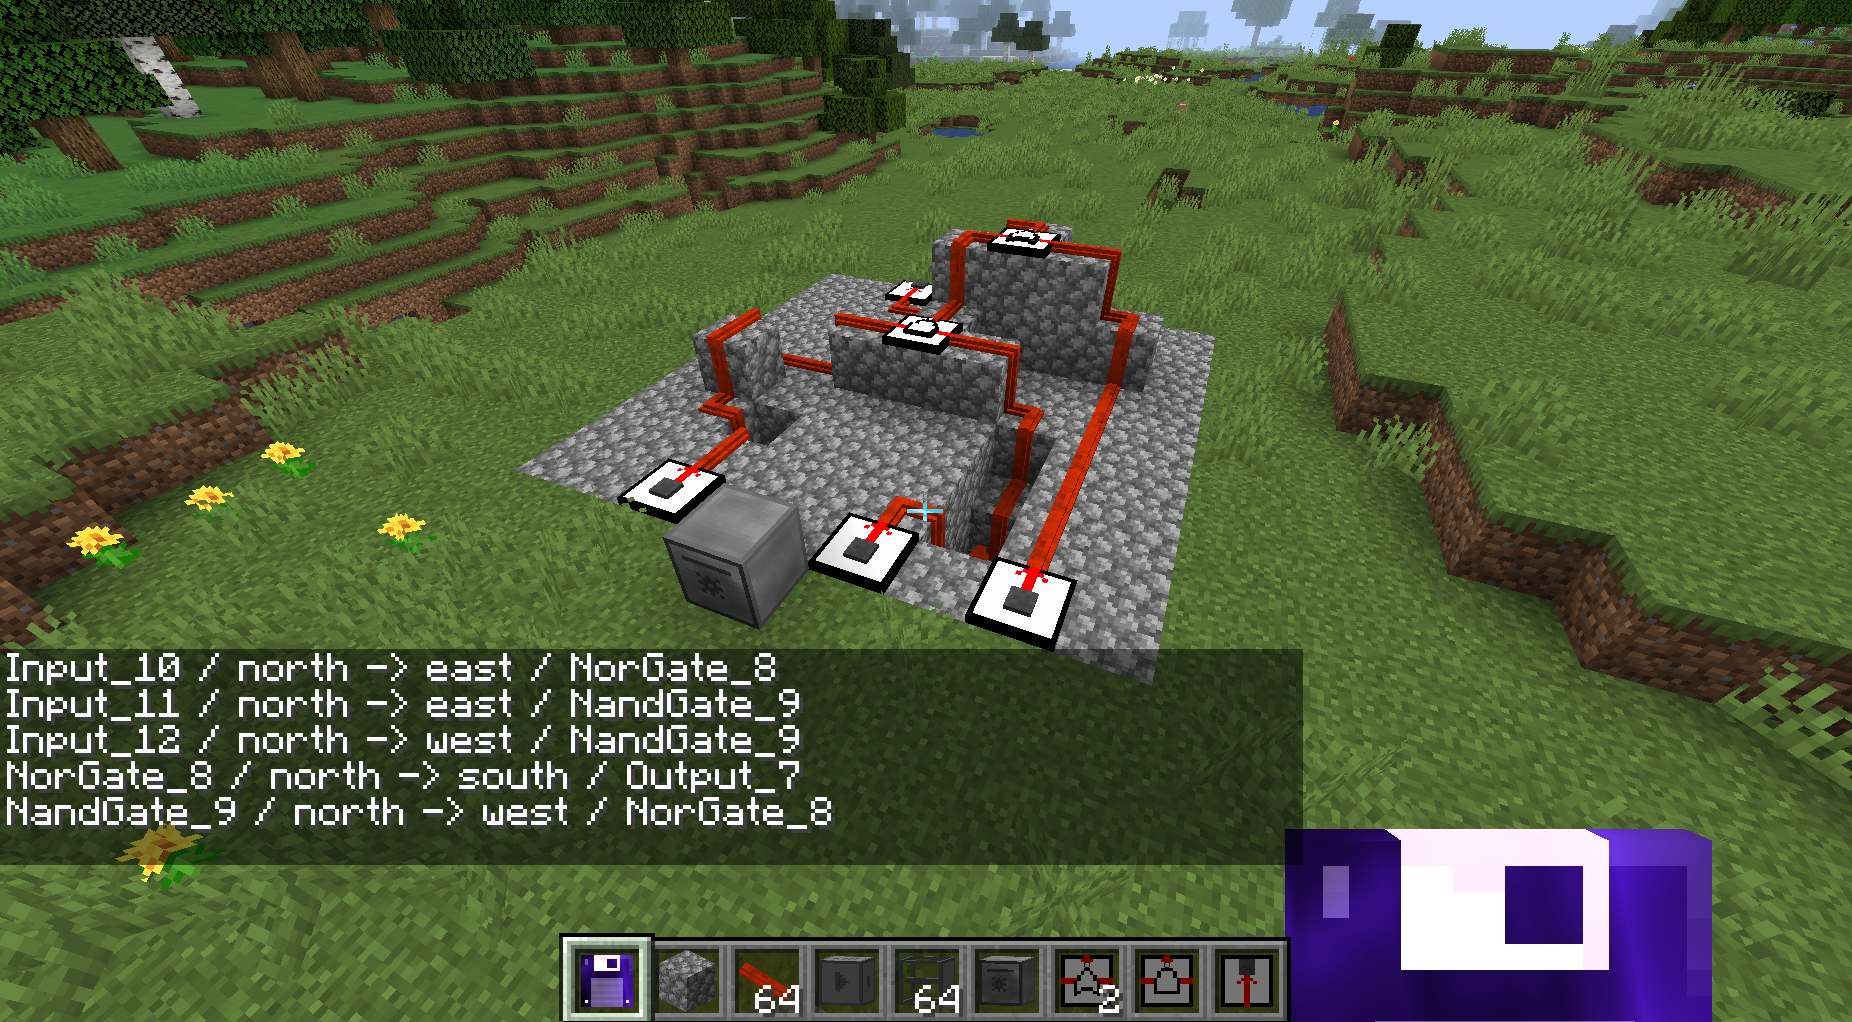 Input_10 / north -> east / NorGate_8
Input_11 / north -> east / NandGate_9
Input_12 / north -> west / NandGate_9
NorGate_8 / north -> south / Output_7
NandGate_9 / north -> west / NorGate_8
64 64 2